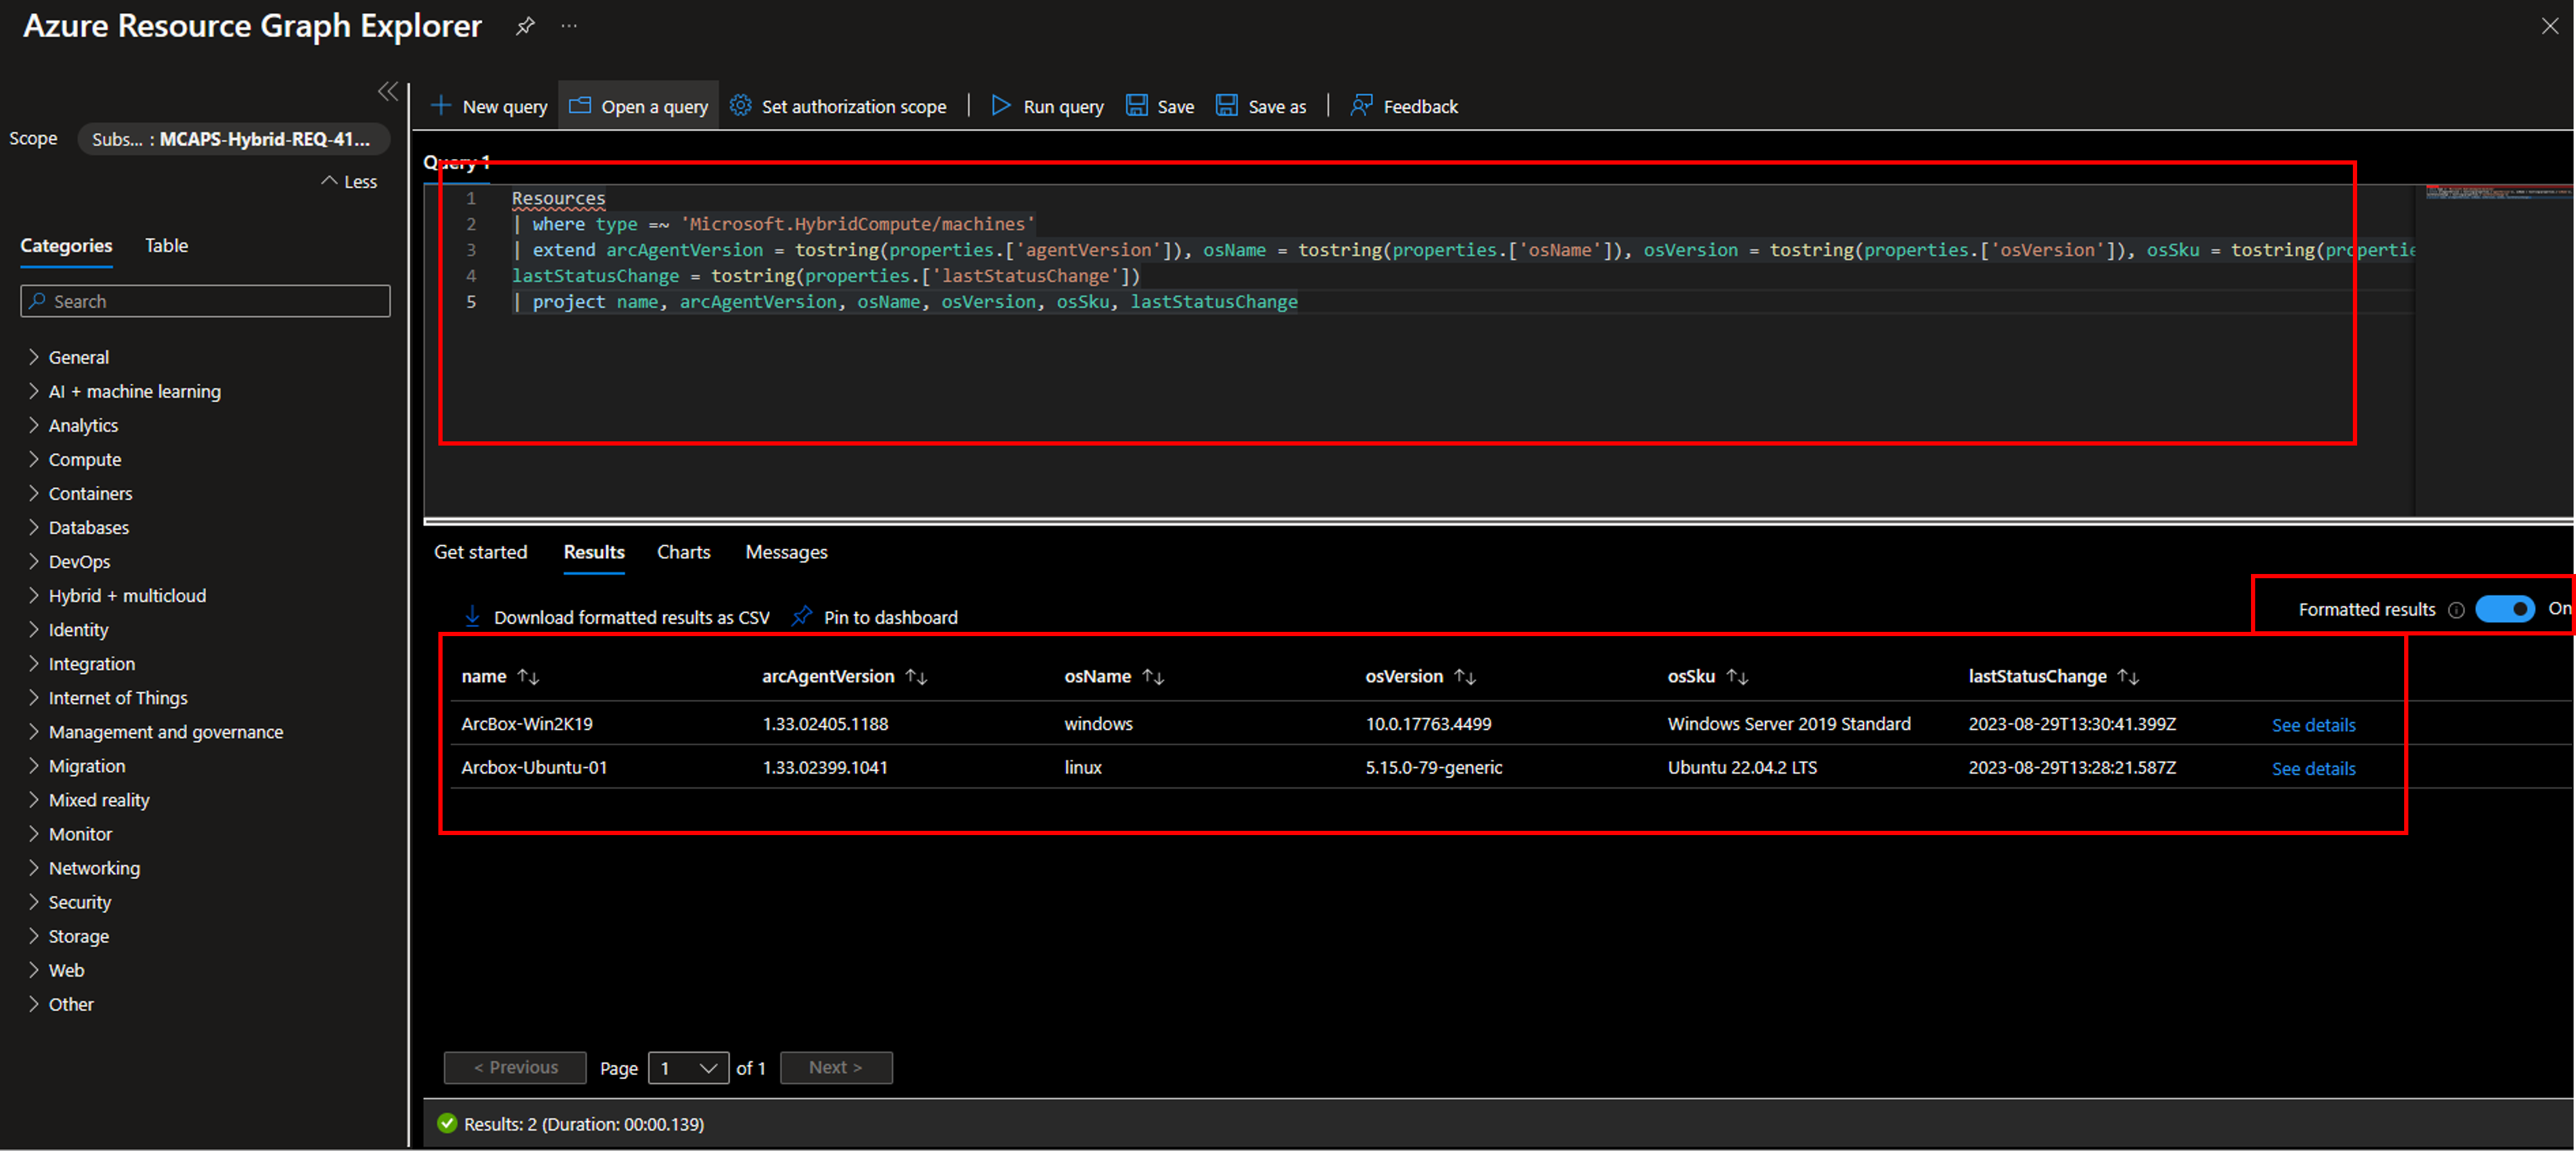 Azure Resource Graph Explorer
Scope
Subs... : MCAPS-Hybrid-REQ-41...
Less
Categories Table
Search
General
AI + machine learning
Analytics
Compute
Containers
Databases
DevOps
Hybrid + multicloud
Identity
Integration
Internet of Things
Management and governance
Migration
Mixed reality
Monitor
Networking
Security
Storage
Web
Other
New query Open a query Set authorization scope | Run query Save Save as | Feedback
Query 1
1 Resources
2 | where type =~ 'Microsoft.HybridCompute/machines'
3 | extend arcAgentVersion = tostring(properties.['agentVersion']), osName = tostring(properties.['osName']), osVersion = tostring(properties.['osVersion']), osSku = tostring(propertie
4 lastStatusChange = tostring(properties.['lastStatusChange'])
5 | project name, arcAgentVersion, osName, osVersion, osSku, lastStatusChange
Get started Results Charts Messages
Download formatted results as CSV Pin to dashboard
Formatted results On
name arcAgentVersion osName osVersion osSku lastStatusChange
ArcBox-Win2K19 1.33.02405.1188 windows 10.0.17763.4499 Windows Server 2019 Standard 2023-08-29T13:30:41.399Z See details
Arcbox-Ubuntu-01 1.33.02399.1041 linux 5.15.0-79-generic Ubuntu 22.04.2 LTS 2023-08-29T13:28:21.587Z See details
< Previous Page 1 of 1 Next >
Results: 2 (Duration: 00:00.139)